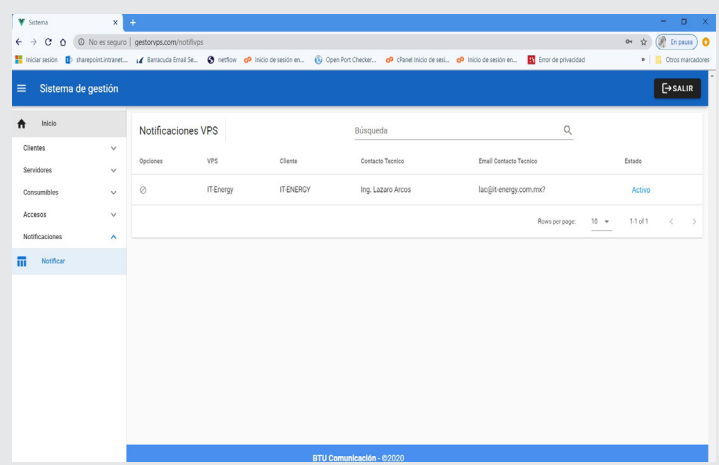 Sistema
No es seguro | gestorvps.com/notifivps
En pausa
Iniciar sesión sharepoint.intranet... Barracuda Email Se... netflow Inicio de sesión en... Open Port Checker... cPanel Inicio de sesi... Inicio de sesión en... Error de privacidad Otros marcadores
Sistema de gestión
SALIR
Inicio
Clientes
Servidores
Consumibles
Accesos
Notificaciones
Notificar
Notificaciones VPS
Búsqueda
Opciones VPS Cliente Contacto Tecnico Email Contacto Tecnico Estado
IT-Energy IT-ENERGY Ing. Lazaro Arcos lac@it-energy.com.mx? Activo
Rows per page: 10 1-1 of 1
BTU Comunicación - ©2020